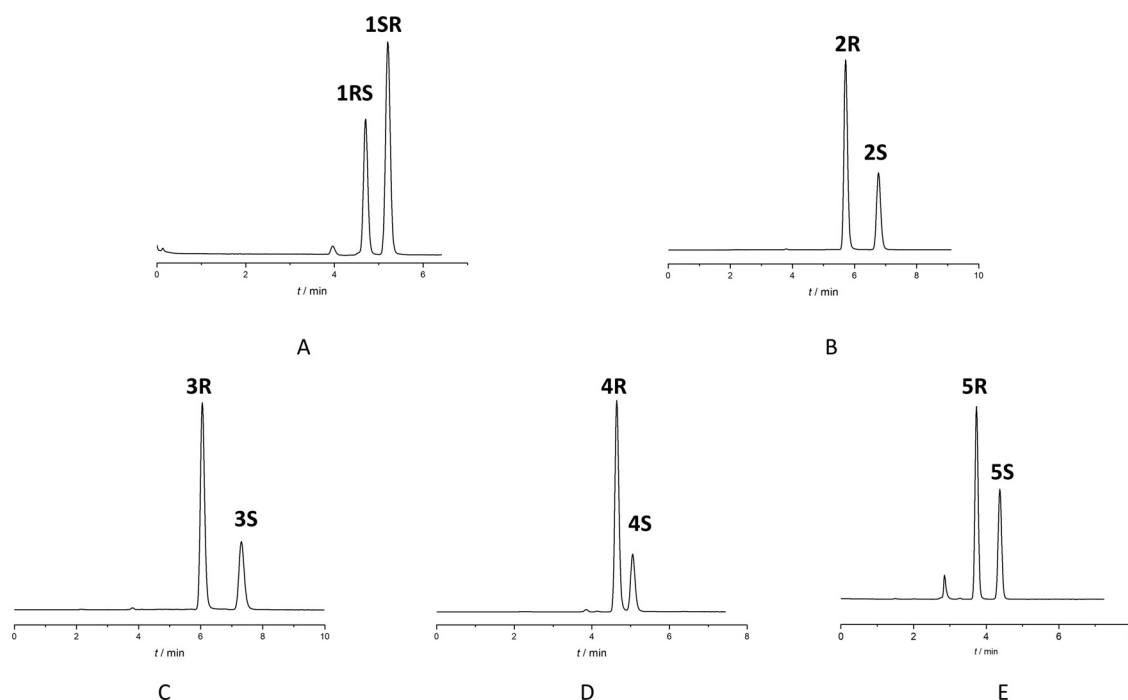 1SR
1RS
0 2 4 6
t / min
A
2R
2S
0 2 4 6 8 10
t / min
B
3R
3S
0 2 4 6 8 10
t / min
C
4R
4S
0 2 4 6 8
t / min
D
5R
5S
0 2 4 6 8
t / min
E